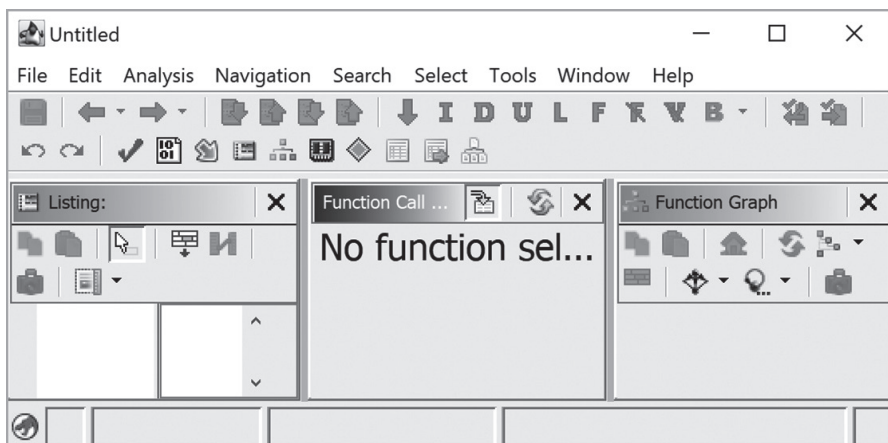 Untitled
File Edit Analysis Navigation Search Select Tools Window Help
I D U L F F V B
Listing:
Function Call ...
Function Graph
No function sel...